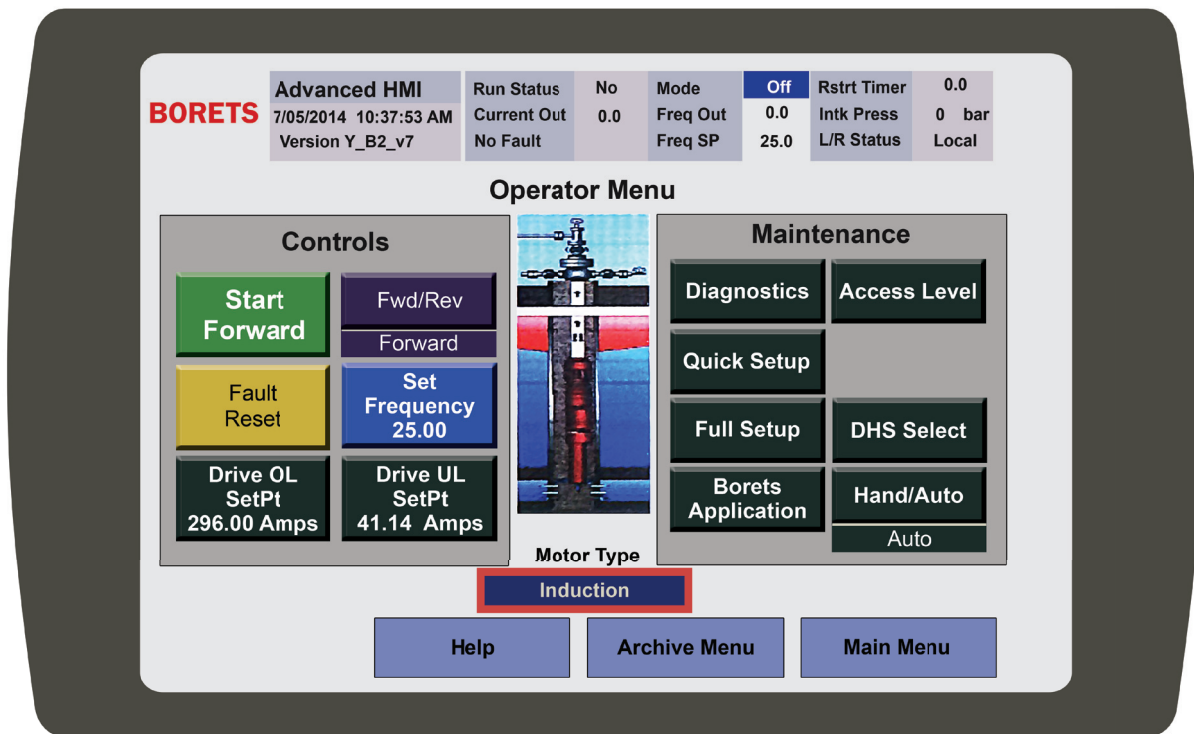 BORETS
Advanced HMI
7/05/2014 10:37:53 AM
Version Y_B2_v7
Run Status No
Current Out 0.0
No Fault
Mode Off
Freq Out 0.0
Freq SP 25.0
Rstrt Timer 0.0
Intk Press 0 bar
L/R Status Local
Operator Menu
Controls
Start
Forward
Fwd/Rev
Forward
Fault
Reset
Set
Frequency
25.00
Drive OL
SetPt
296.00 Amps
Drive UL
SetPt
41.14 Amps
Maintenance
Diagnostics
Access Level
Quick Setup
Full Setup
DHS Select
Borets
Application
Hand/Auto
Auto
Motor Type
Induction
Help
Archive Menu
Main Menu